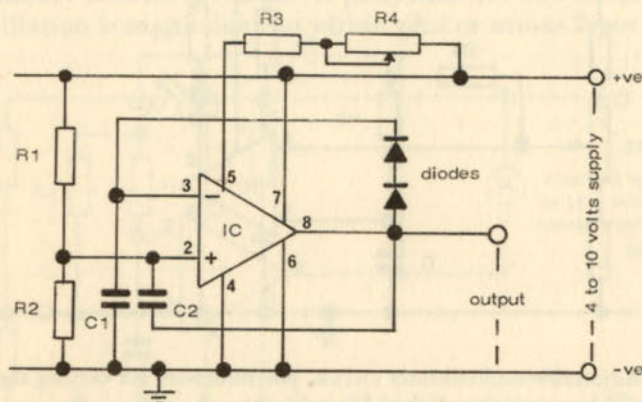 R3
R4
+ve
R1
5
diodes
4 to 10 volts supply
3
−
7
IC
8
2
+
6
4
output
R2
C1
C2
-ve